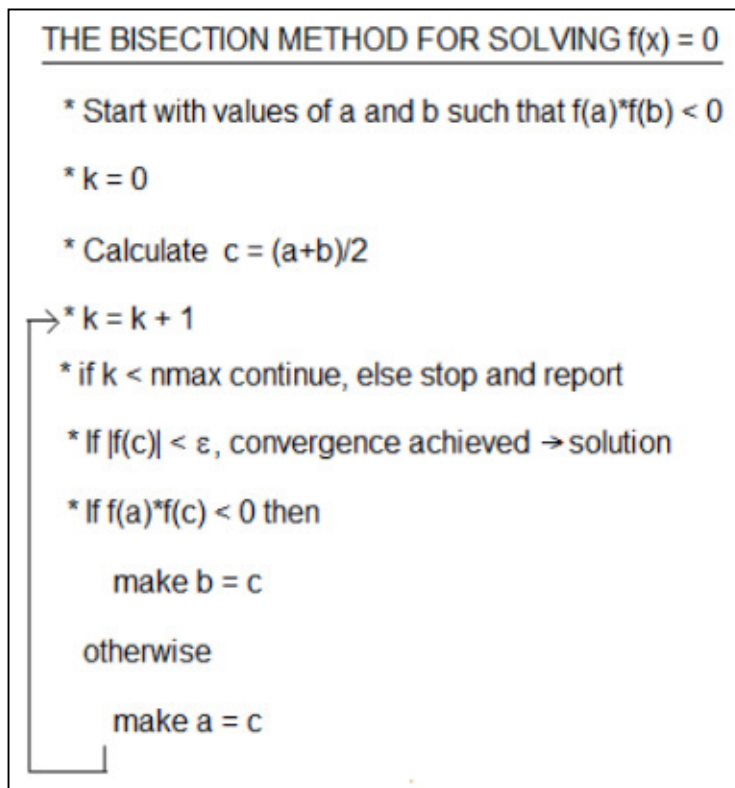 THE BISECTION METHOD FOR SOLVING f(x) = 0
* Start with values of a and b such that f(a)*f(b) < 0
* k = 0
* Calculate c = (a+b)/2
* k = k + 1
* if k < nmax continue, else stop and report
* If |f(c)| < ε, convergence achieved → solution
* If f(a)*f(c) < 0 then
make b = c
otherwise
make a = c